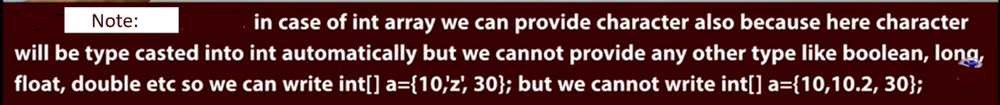 Note: in case of int array we can provide character also because here character
will be type casted into int automatically but we cannot provide any other type like boolean, long,
float, double etc so we can write int[] a={10,'z', 30}; but we cannot write int[] a={10,10.2, 30};